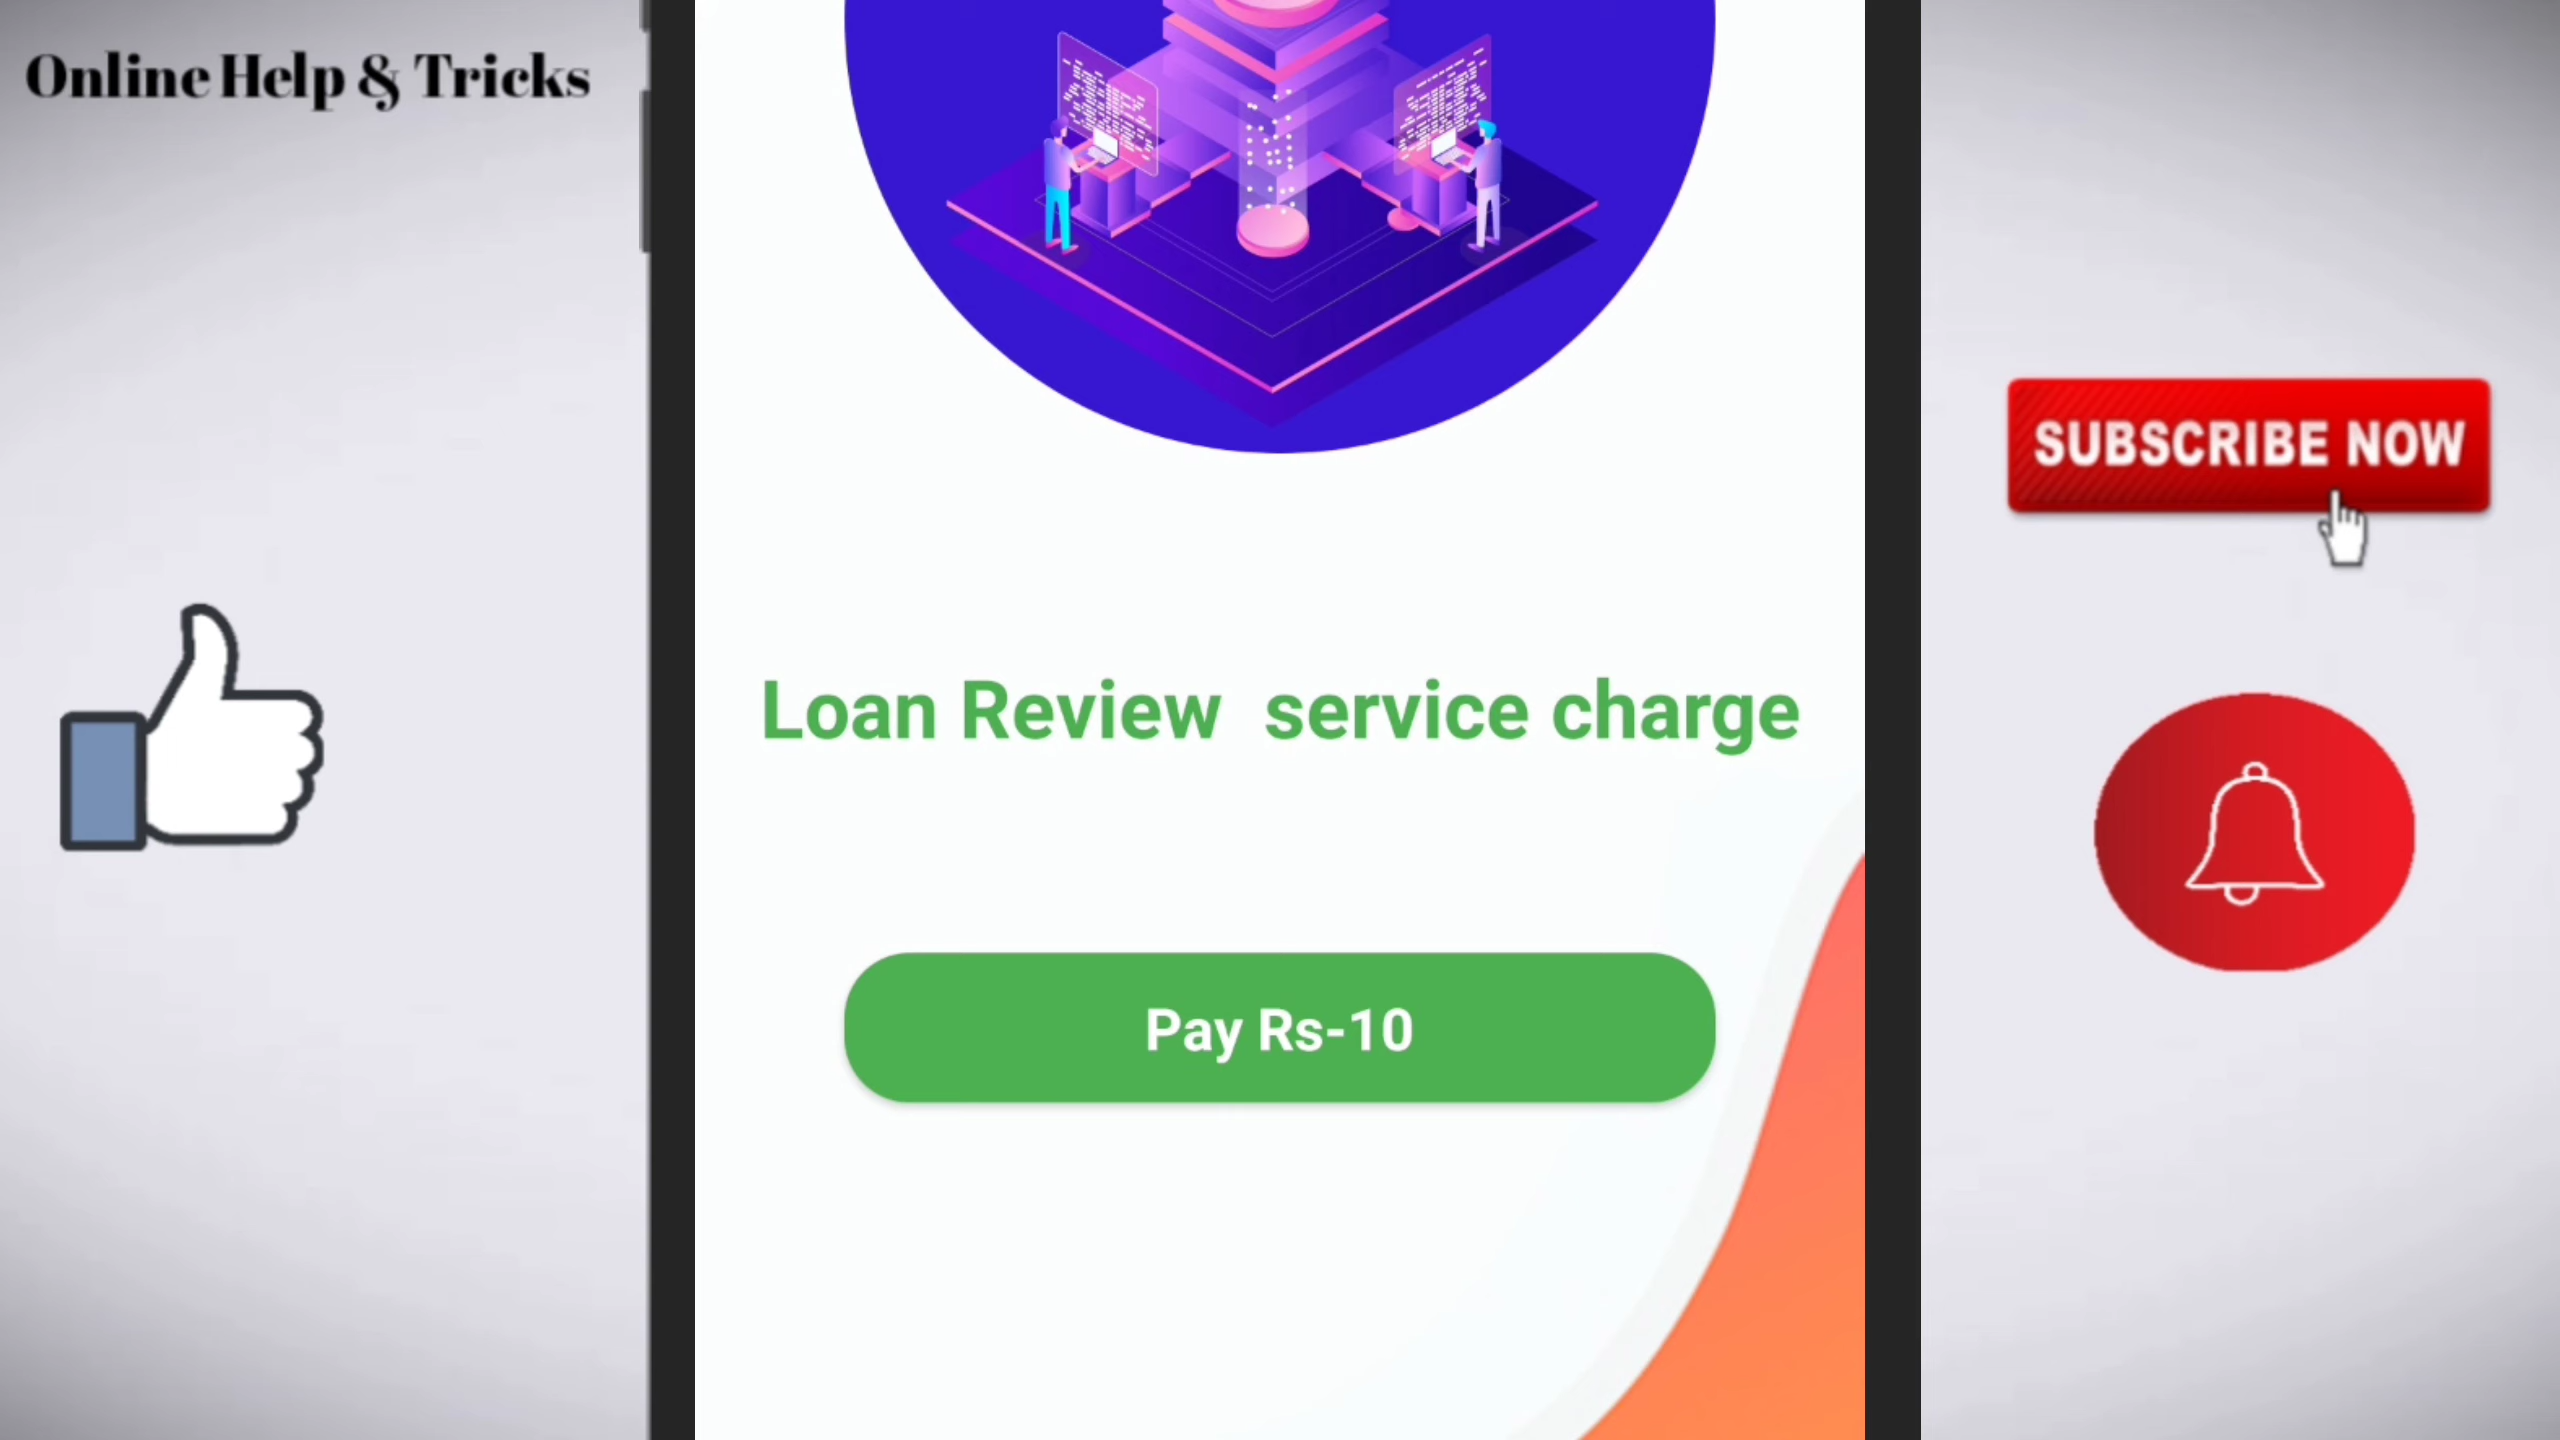 Online Help & Tricks
SUBSCRIBE NOW
Loan Review  service charge
Pay Rs-10